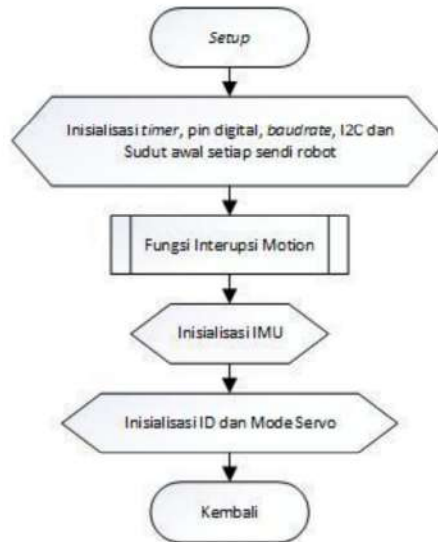 Setup
Inisialisasi timer, pin digital, baudrate, I2C dan
Sudut awal setiap sendi robot
Fungsi Interupsi Motion
Inisialisasi IMU
Inisialisasi ID dan Mode Servo
Kembali